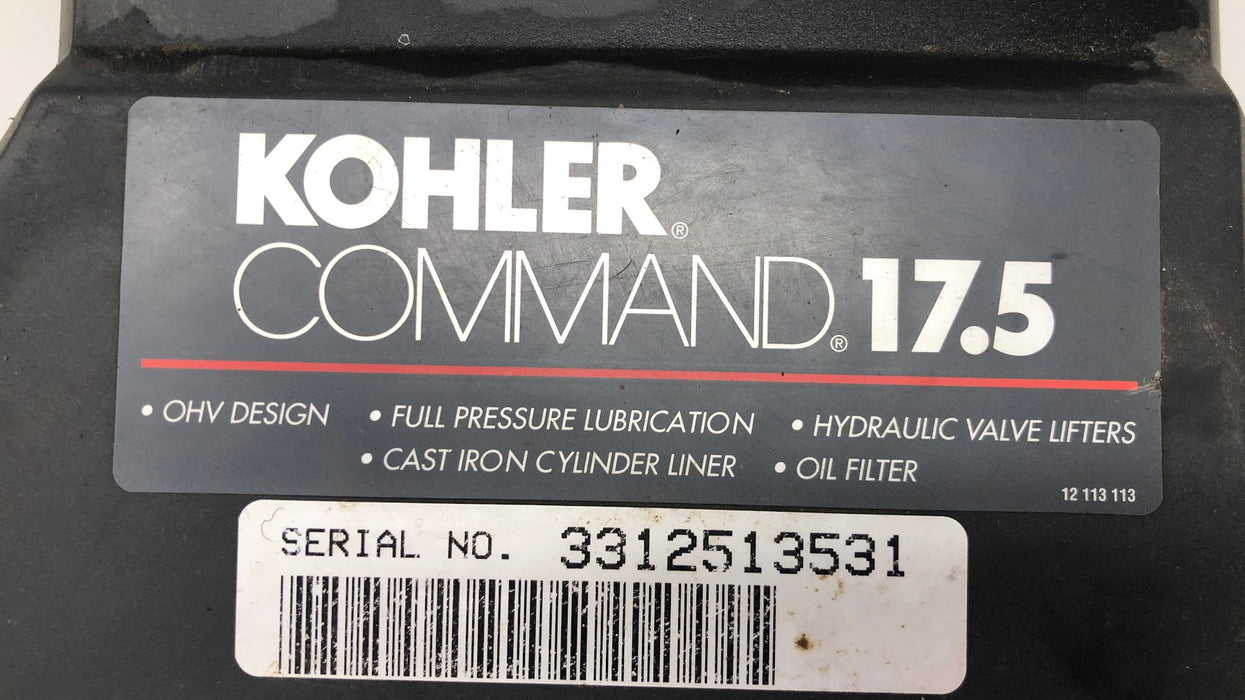 KOHLER®
COMMAND® 17.5
• OHV DESIGN • FULL PRESSURE LUBRICATION • HYDRAULIC VALVE LIFTERS
• CAST IRON CYLINDER LINER • OIL FILTER
12 113 113
SERIAL NO. 3312513531